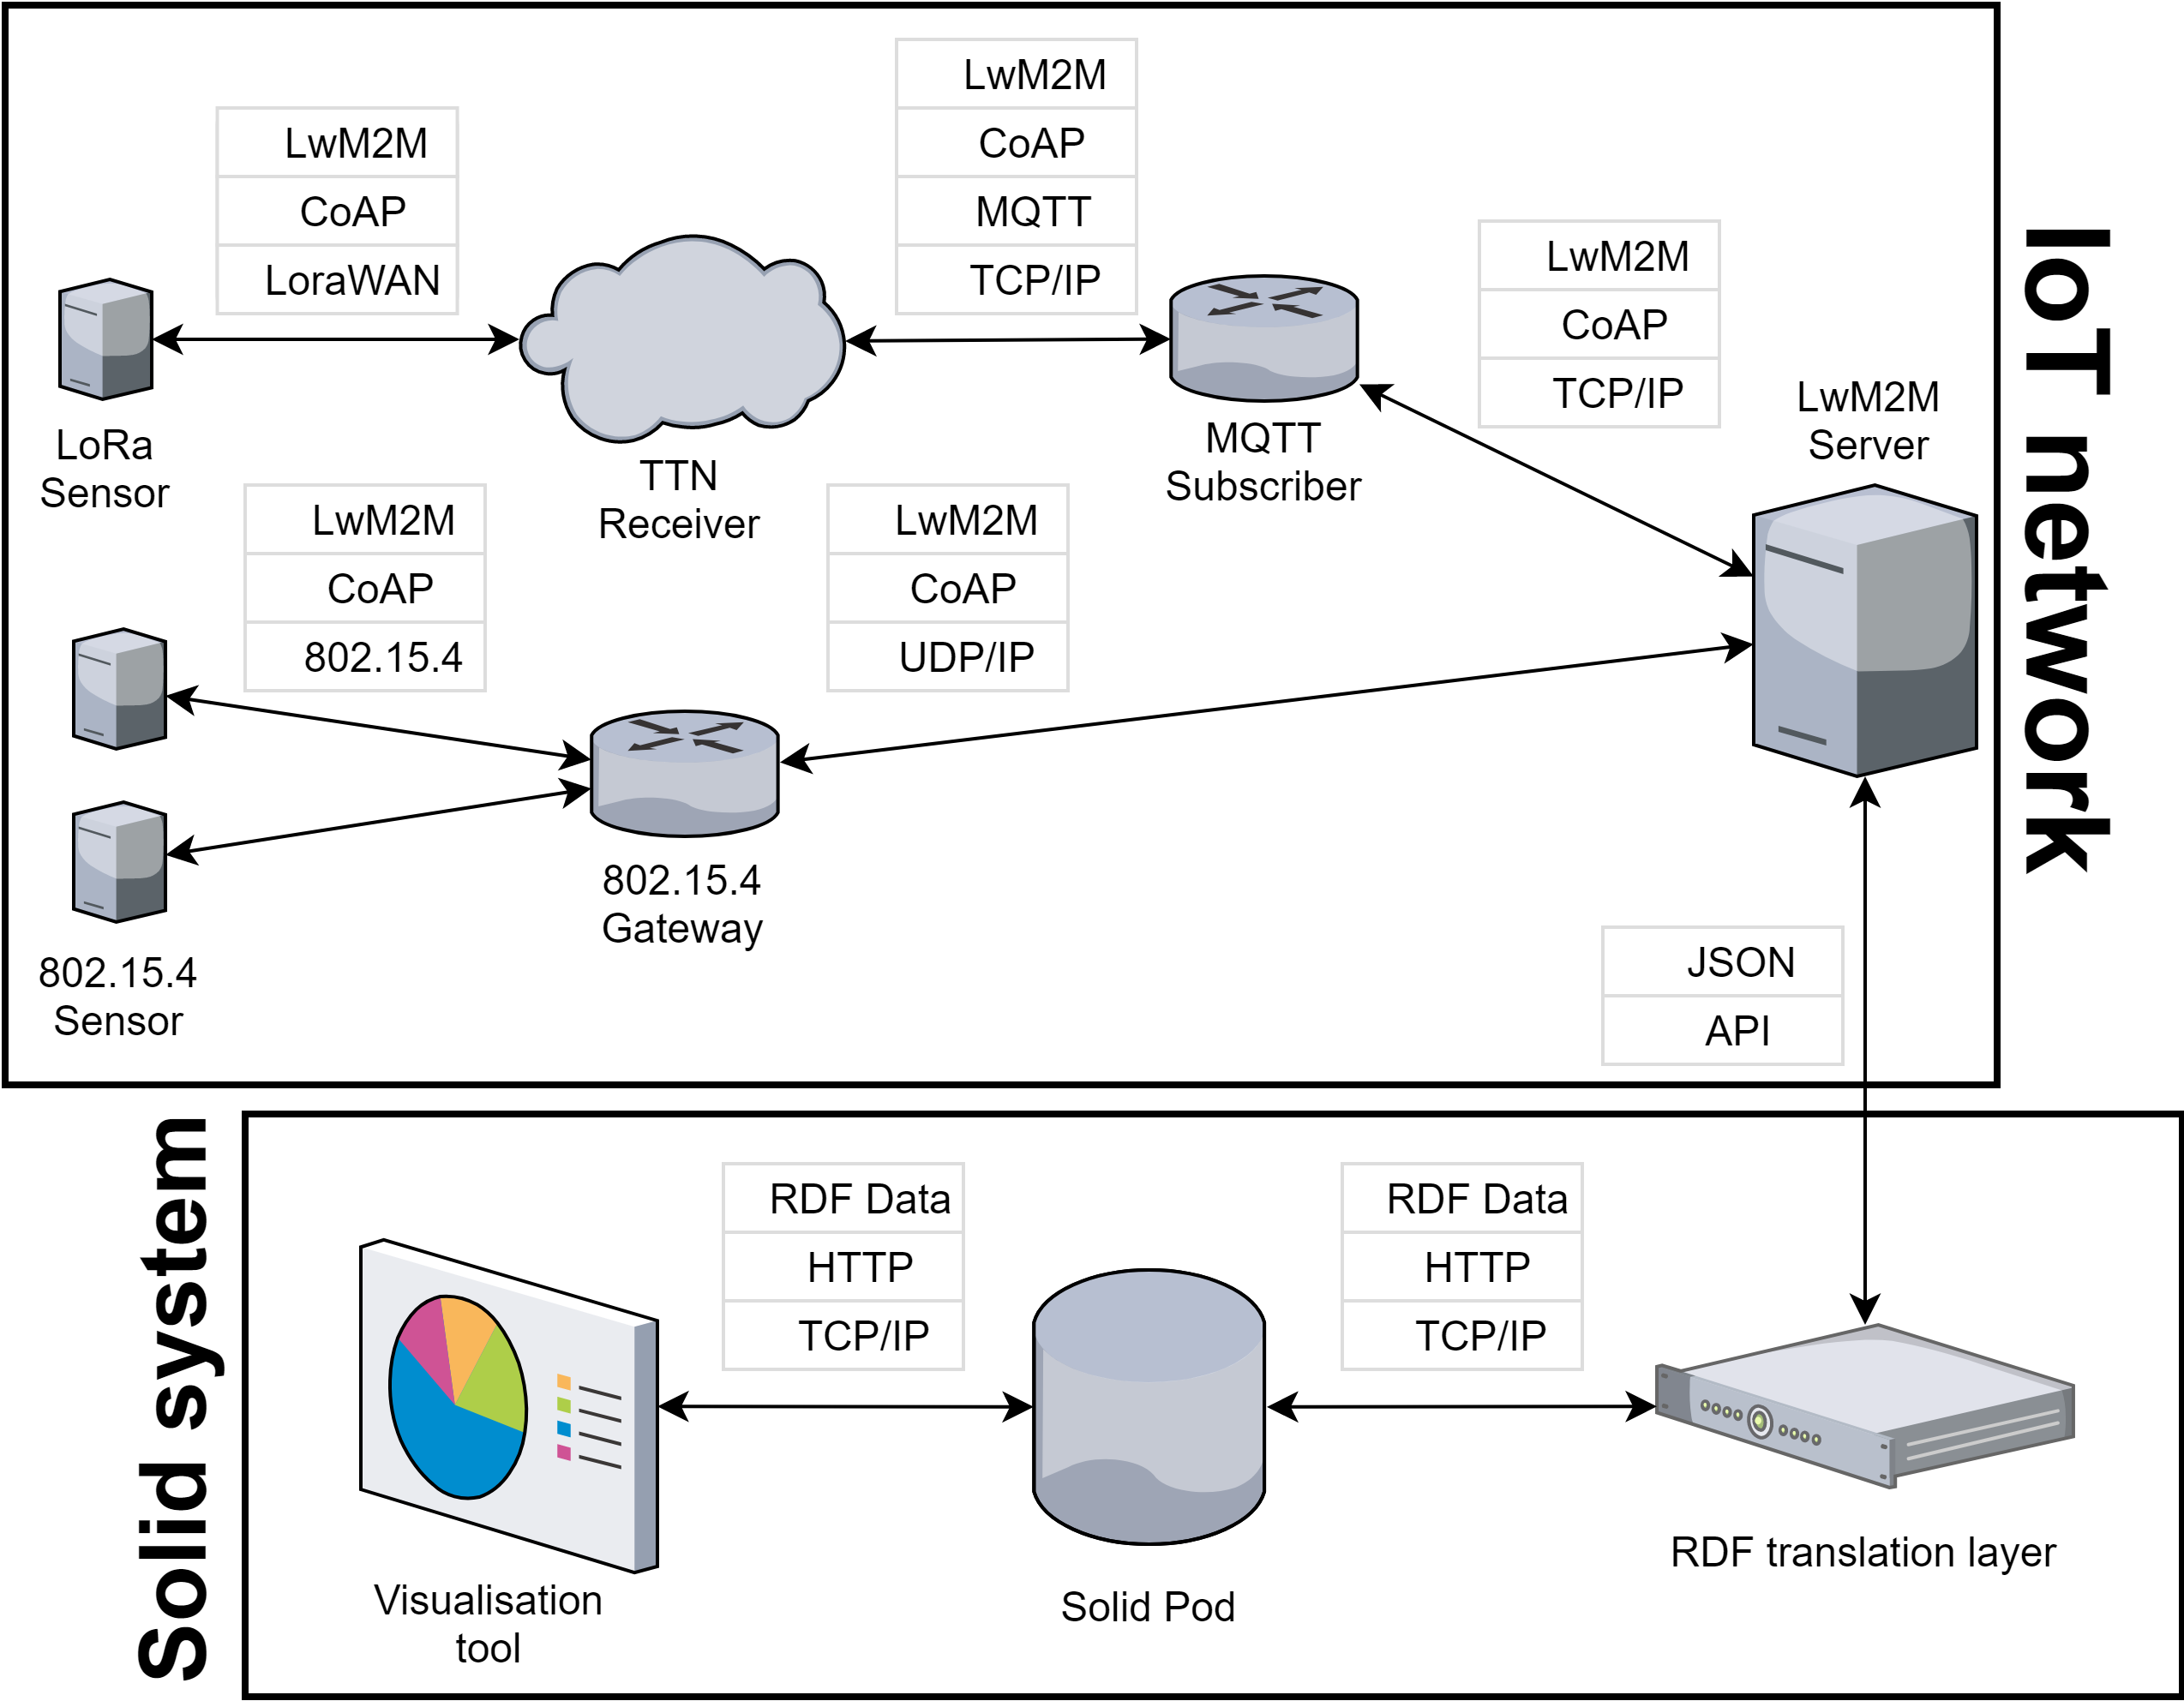 LwM2M
CoAP
LoraWAN
LwM2M
CoAP
MQTT
TCP/IP
LwM2M
CoAP
TCP/IP
LoRa
Sensor
TTN
Receiver
MQTT
Subscriber
LwM2M
Server
IoT network
LwM2M
CoAP
802.15.4
LwM2M
CoAP
UDP/IP
802.15.4
Gateway
802.15.4
Sensor
JSON
API
Solid system
RDF Data
HTTP
TCP/IP
RDF Data
HTTP
TCP/IP
Visualisation
tool
Solid Pod
RDF translation layer